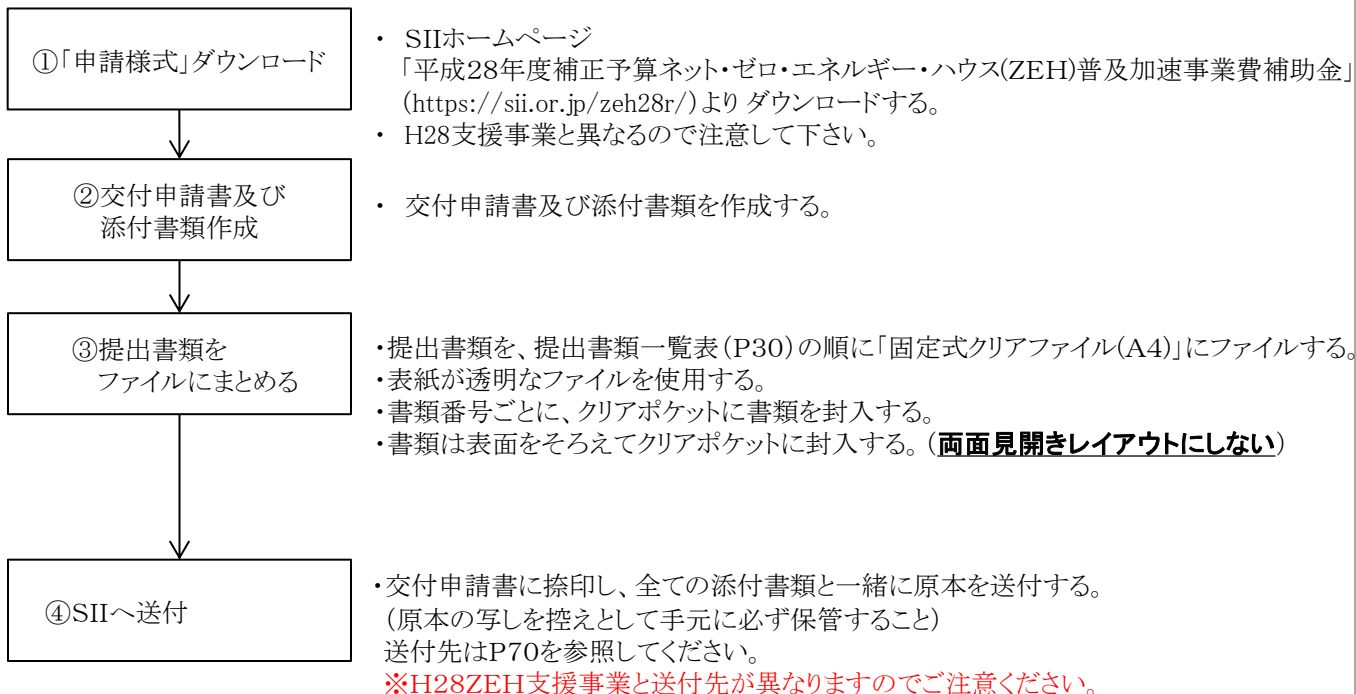 ①「申請様式」ダウンロード
・ SIIホームページ
「平成28年度補正予算ネット・ゼロ・エネルギー・ハウス(ZEH)普及加速事業費補助金」
(https://sii.or.jp/zeh28r/)より ダウンロードする。
・ H28支援事業と異なるので注意して下さい。
②交付申請書及び
添付書類作成
・ 交付申請書及び添付書類を作成する。
③提出書類を
ファイルにまとめる
・提出書類を、提出書類一覧表（P30）の順に「固定式クリアファイル(A4)」にファイルする。
・表紙が透明なファイルを使用する。
・書類番号ごとに、クリアポケットに書類を封入する。
・書類は表面をそろえてクリアポケットに封入する。（両面見開きレイアウトにしない）
④SIIへ送付
・交付申請書に捺印し、全ての添付書類と一緒に原本を送付する。
（原本の写しを控えとして手元に必ず保管すること）
送付先はP70を参照してください。
※H28ZEH支援事業と送付先が異なりますのでご注意ください。